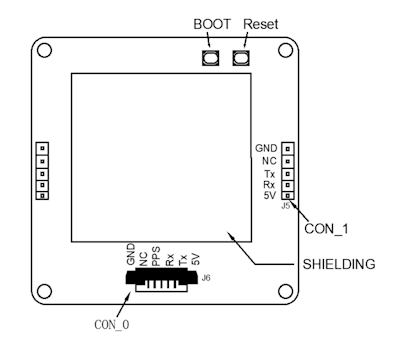 BOOT
Reset
GND
NC
Tx
Rx
5V
J5
CON_1
SHIELDING
GND
NC
PPS
Rx
Tx
5V
J6
CON_0